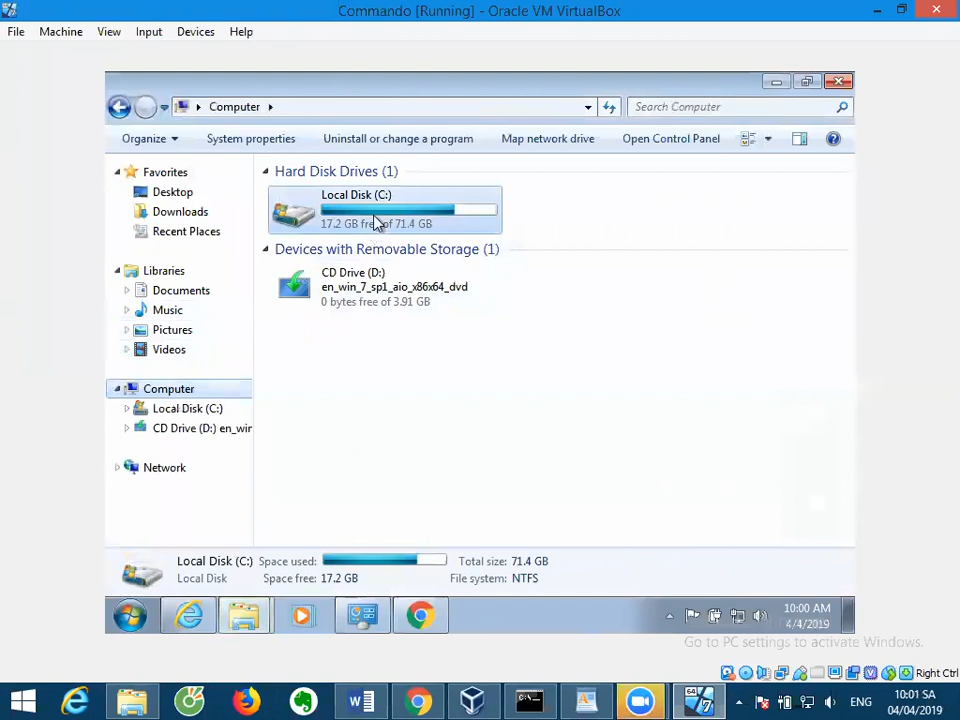 Commando [Running] - Oracle VM VirtualBox
File Machine View Input Devices Help
Computer
Search Computer
Organize System properties Uninstall or change a program Map network drive Open Control Panel
Favorites
Desktop
Downloads
Recent Places
Libraries
Documents
Music
Pictures
Videos
Computer
Local Disk (C:)
CD Drive (D:) en_win
Network
Hard Disk Drives (1)
Local Disk (C:)
17.2 GB free of 71.4 GB
Devices with Removable Storage (1)
CD Drive (D:)
en_win_7_sp1_aio_x86x64_dvd
0 bytes free of 3.91 GB
Local Disk (C:) Space used: Total size: 71.4 GB
Local Disk Space free: 17.2 GB File system: NTFS
10:00 AM
4/4/2019
Go to PC settings to activate Windows.
Right Ctrl
64
7
ENG
10:01 SA
04/04/2019